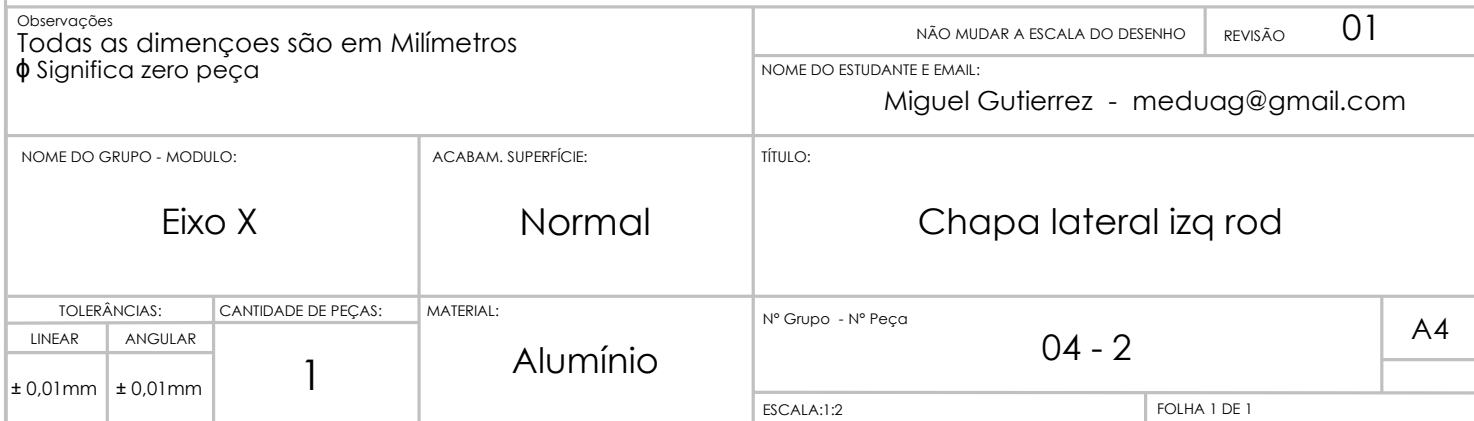 Observações
Todas as dimençoes são em Milímetros
ϕ Significa zero peça
NÃO MUDAR A ESCALA DO DESENHO
REVISÃO
01
NOME DO ESTUDANTE E EMAIL:
Miguel Gutierrez - meduag@gmail.com
NOME DO GRUPO - MODULO:
Eixo X
ACABAM. SUPERFÍCIE:
Normal
TÍTULO:
Chapa lateral izq rod
TOLERÂNCIAS:
LINEAR
ANGULAR
± 0,01mm
± 0,01mm
CANTIDADE DE PEÇAS:
1
MATERIAL:
Alumínio
Nº Grupo - Nº Peça
04 - 2
A4
ESCALA:1:2
FOLHA 1 DE 1